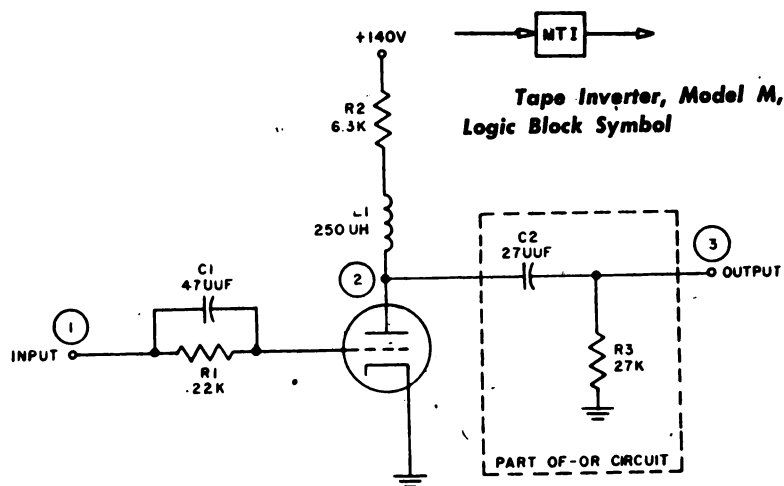 +140V
MTI
Tape Inverter, Model M,
Logic Block Symbol
R2
6.3K
L1
250 UH
C2
27UUF
3
OUTPUT
2
C1
47UUF
1
INPUT
R1
22K
R3
27K
PART OF-OR CIRCUIT